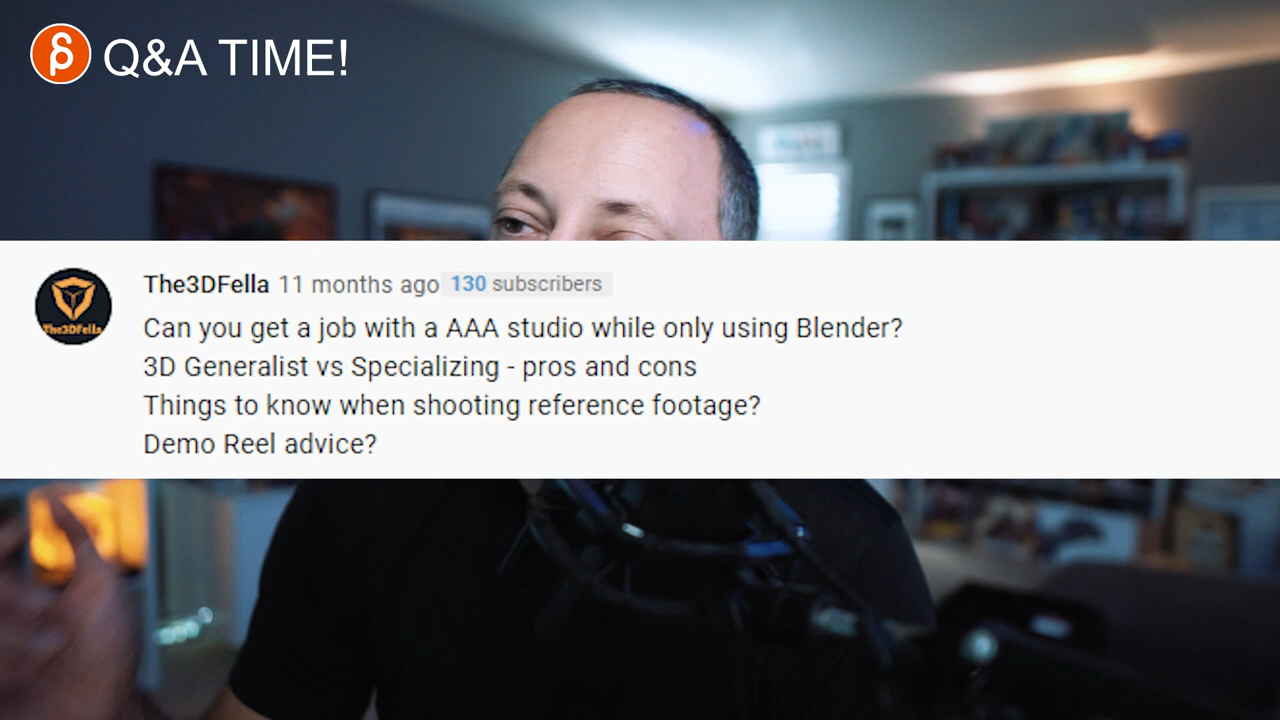 Q&A TIME!
The3DFella 11 months ago 130 subscribers
Can you get a job with a AAA studio while only using Blender?
3D Generalist vs Specializing - pros and cons
Things to know when shooting reference footage?
Demo Reel advice?
The3DFella